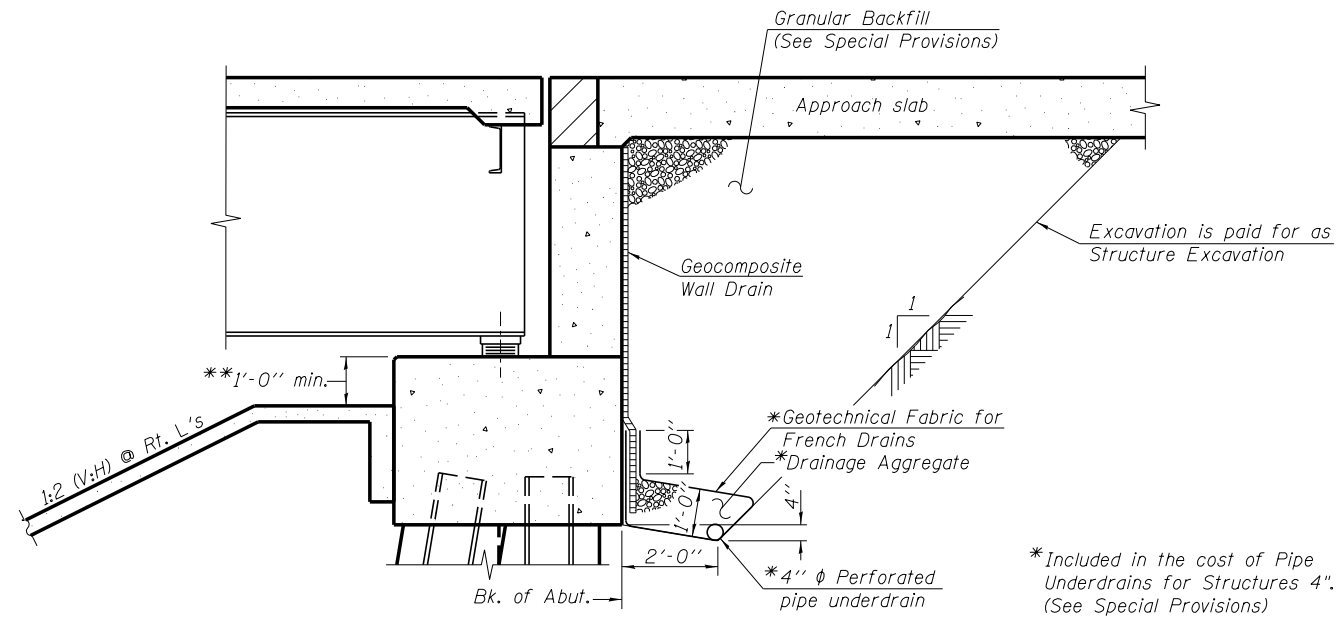 Granular Backfill
(See Special Provisions)
Approach slab
Excavation is paid for as
Structure Excavation
Geocomposite
Wall Drain
1
1
**1'-0" min.
1:2 (V:H) @ Rt. L's
*Geotechnical Fabric for
French Drains
*Drainage Aggregate
1'-0"
1'-0"
4"
2'-0"
*4" ϕ Perforated
pipe underdrain
Bk. of Abut.
*Included in the cost of Pipe
Underdrains for Structures 4".
(See Special Provisions)